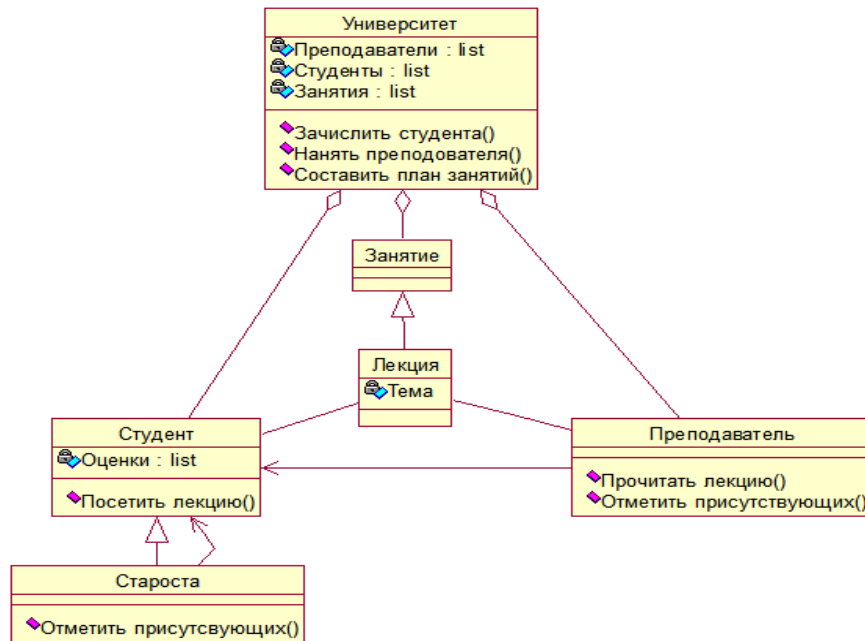 Университет
Преподаватели : list
Студенты : list
Занятия : list
Зачислить студента()
Нанять преподователя()
Составить план занятий()
Занятие
Лекция
Тема
Студент
Оценки : list
Посетить лекцию()
Преподаватель
Прочитать лекцию()
Отметить присутствующих()
Староста
Отметить присутсвующих()